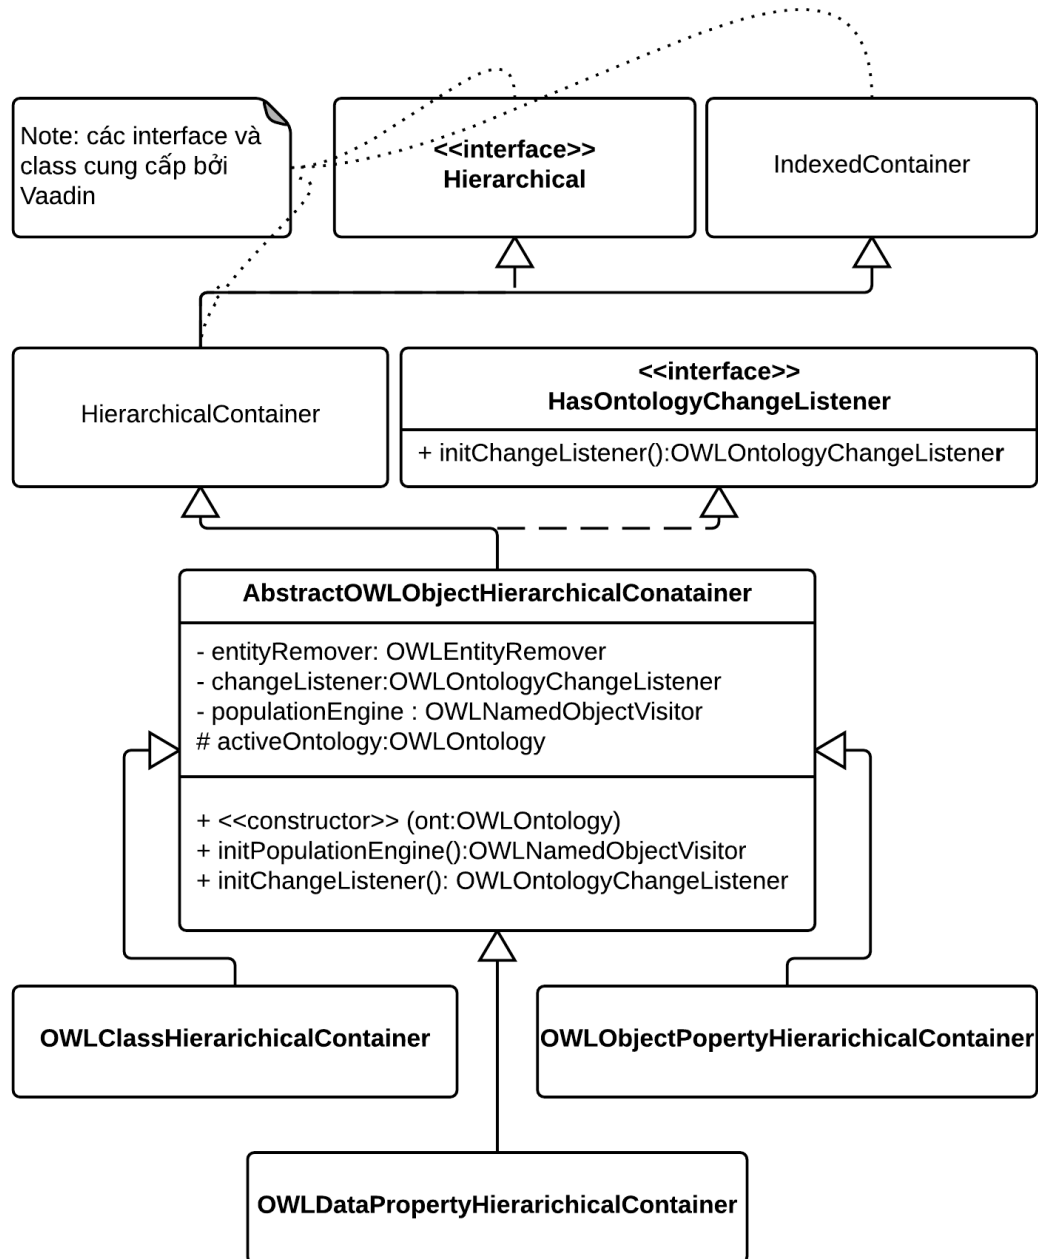 Note: các interface và
class cung cấp bởi
Vaadin
<<interface>>
Hierarchical
IndexedContainer
HierarchicalContainer
<<interface>>
HasOntologyChangeListener
+ initChangeListener():OWLOntologyChangeListener
AbstractOWLObjectHierarchicalConatainer
- entityRemover: OWLEntityRemover
- changeListener:OWLOntologyChangeListener
- populationEngine : OWLNamedObjectVisitor
# activeOntology:OWLOntology
+ <<constructor>> (ont:OWLOntology)
+ initPopulationEngine():OWLNamedObjectVisitor
+ initChangeListener(): OWLOntologyChangeListener
OWLClassHierarichicalContainer
OWLObjectPopertyHierarichicalContainer
OWLDataPropertyHierarichicalContainer